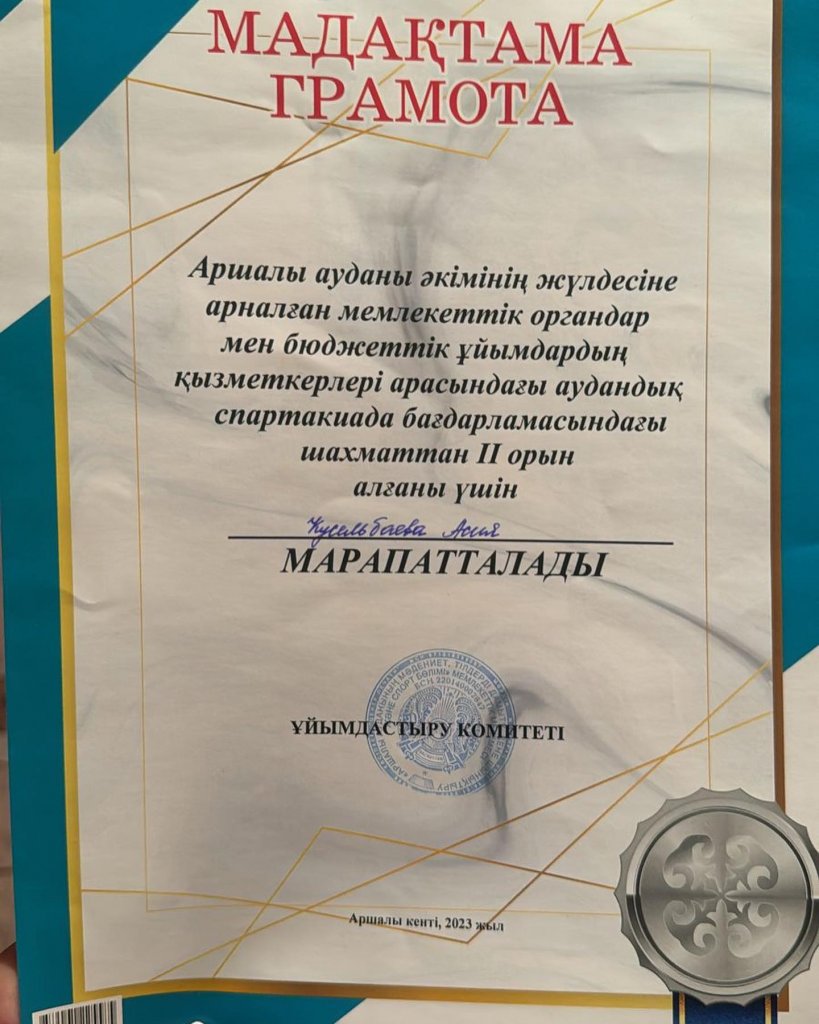 МАДАҚТАМА
ГРАМОТА
Аршалы ауданы әкімінің жүлдесіне
арналған мемлекеттік органдар
мен бюджеттік ұйымдардың
қызметкерлері арасындағы аудандық
спартакиада бағдарламасындағы
шахматтан II орын
алғаны үшін
Кусельбаева Асия
МАРАПАТТАЛАДЫ
ҰЙЫМДАСТЫРУ КОМИТЕТІ
Аршалы кенті, 2023 жыл